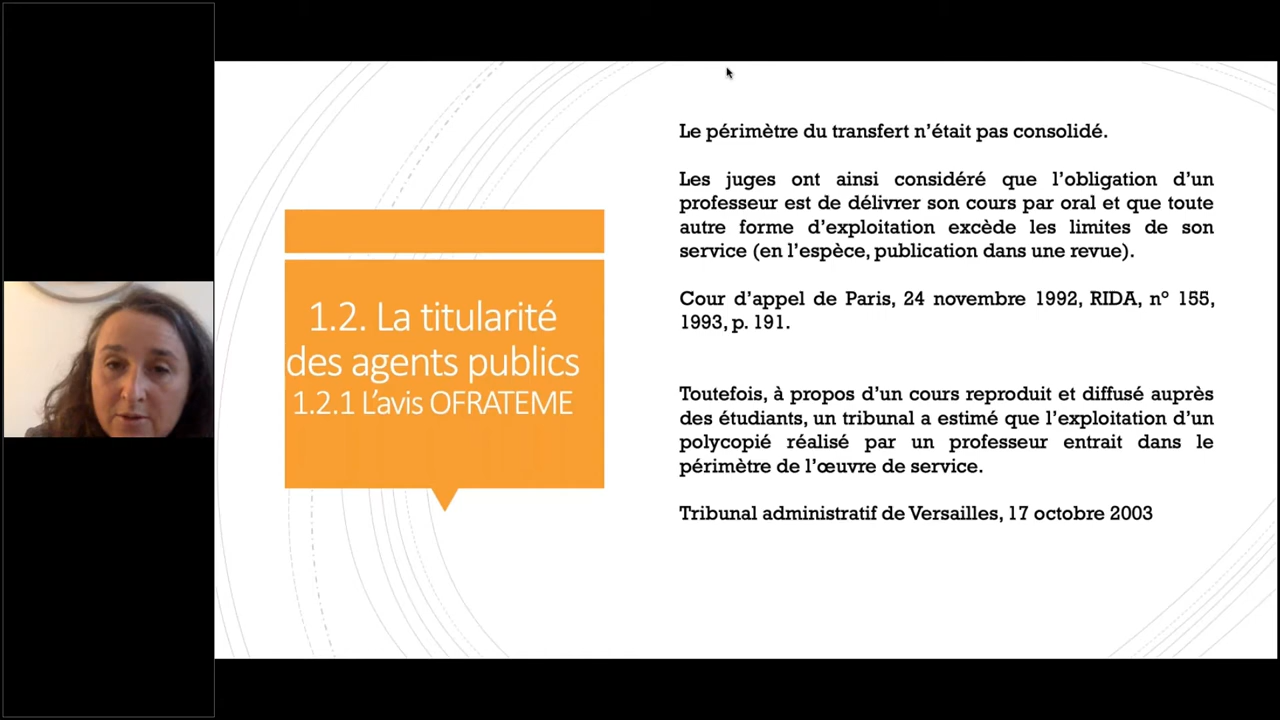 1.2. La titularité
des agents publics
1.2.1 L’avis OFRATEME
Le périmètre du transfert n’était pas consolidé.
Les juges ont ainsi considéré que l’obligation d’un
professeur est de délivrer son cours par oral et que toute
autre forme d’exploitation excède les limites de son
service (en l’espèce, publication dans une revue).
Cour d’appel de Paris, 24 novembre 1992, RIDA, n° 155,
1993, p. 191.
Toutefois, à propos d’un cours reproduit et diffusé auprès
des étudiants, un tribunal a estimé que l’exploitation d’un
polycopié réalisé par un professeur entrait dans le
périmètre de l’œuvre de service.
Tribunal administratif de Versailles, 17 octobre 2003